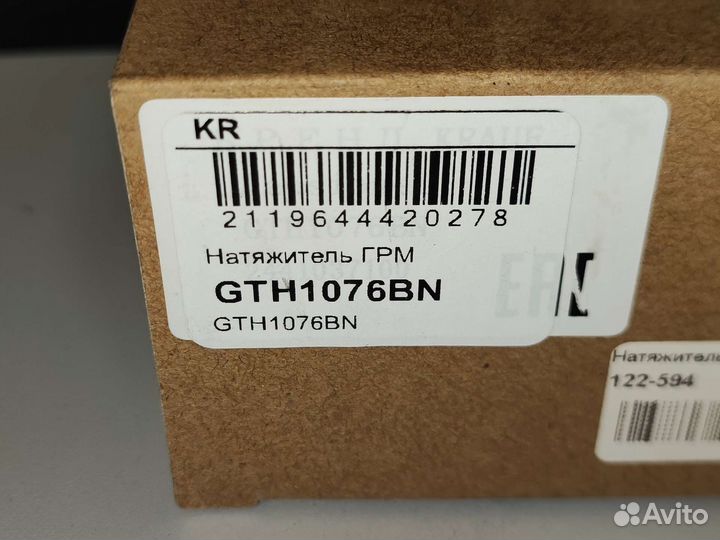 KR
2119644420278
Натяжитель ГРМ
GTH1076BN
GTH1076BN
Натяжитель
122-594
Avito